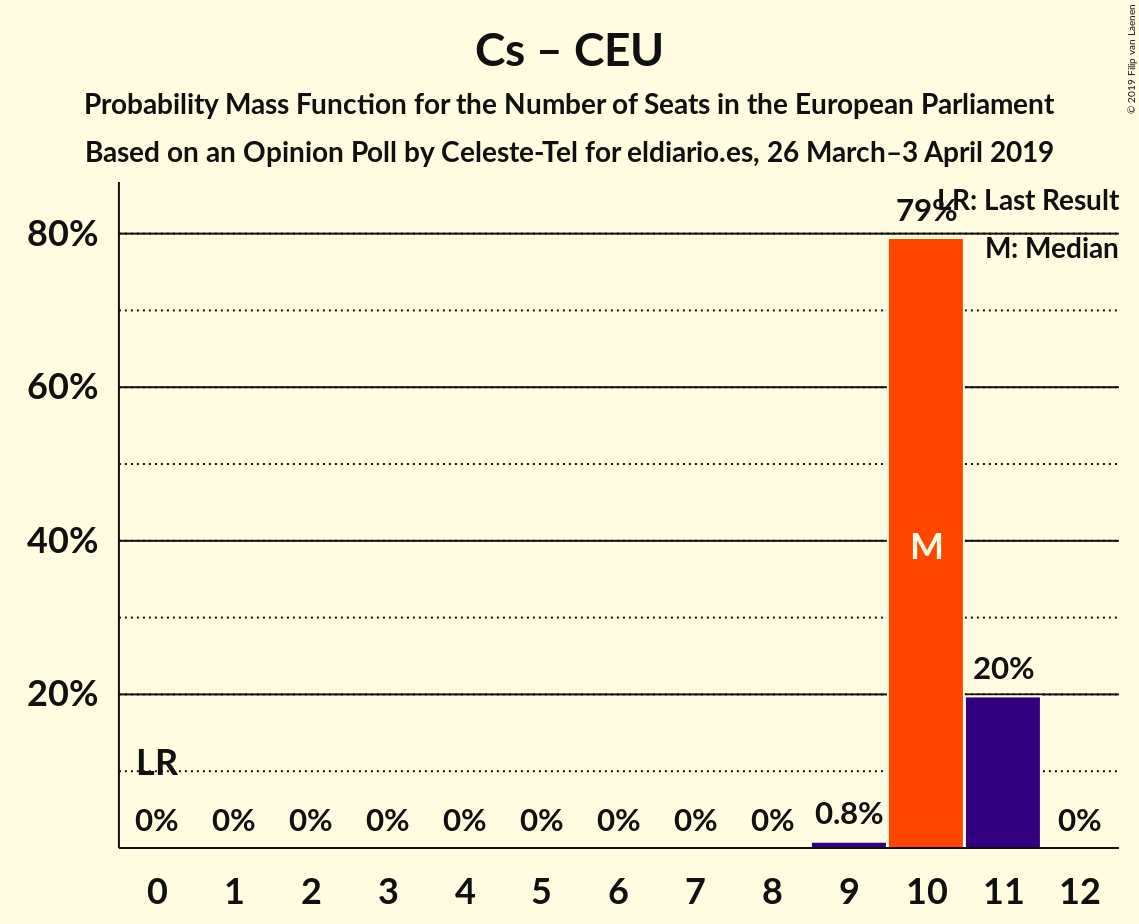 Cs – CEU
Probability Mass Function for the Number of Seats in the European Parliament
Based on an Opinion Poll by Celeste-Tel for eldiario.es, 26 March–3 April 2019
© 2019 Filip van Laenen
LR: Last Result
M: Median
80%
60%
40%
20%
LR
M
0% 0% 0% 0% 0% 0% 0% 0% 0% 0.8% 79% 20% 0%
0 1 2 3 4 5 6 7 8 9 10 11 12